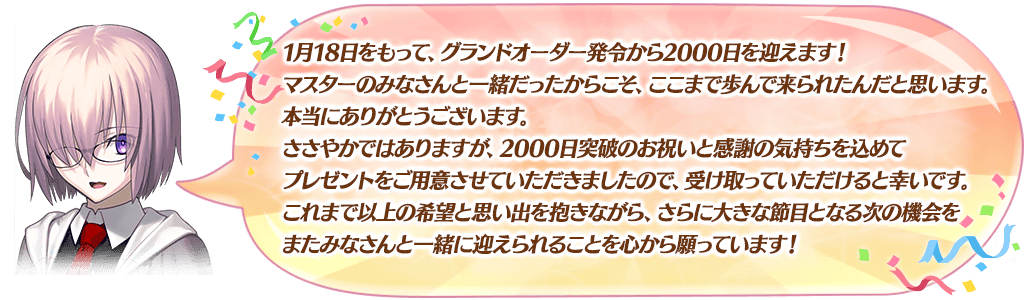 1月18日をもって、グランドオーダー発令から2000日を迎えます！
マスターのみなさんと一緒だったからこそ、ここまで歩んで来られたんだと思います。
本当にありがとうございます。
ささやかではありますが、2000日突破のお祝いと感謝の気持ちを込めて
プレゼントをご用意させていただきましたので、受け取っていただけると幸いです。
これまで以上の希望と思い出を抱きながら、さらに大きな節目となる次の機会を
またみなさんと一緒に迎えられることを心から願っています！